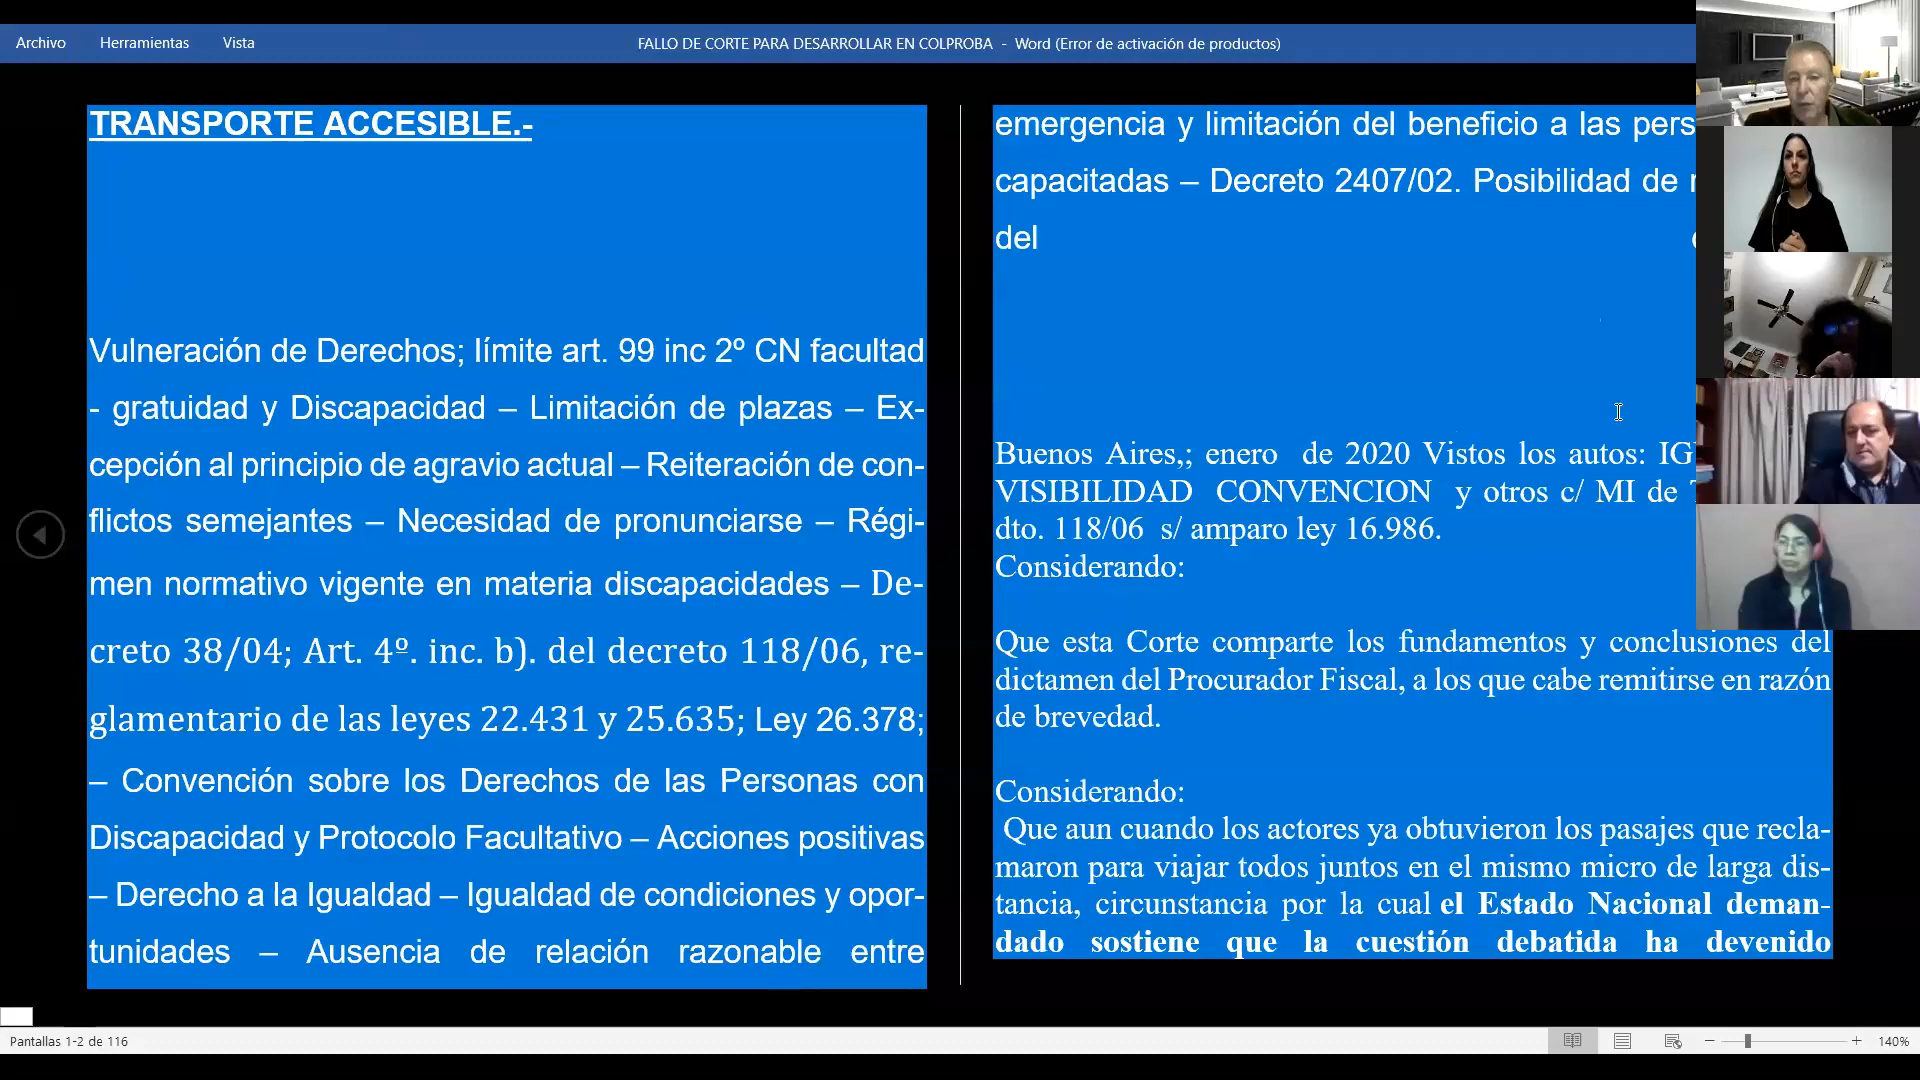 Archivo Herramientas Vista
FALLO DE CORTE PARA DESARROLLAR EN COLPROBA - Word (Error de activación de productos)
TRANSPORTE ACCESIBLE.-
Vulneración de Derechos; límite art. 99 inc 2º CN facultad
- gratuidad y Discapacidad – Limitación de plazas – Ex-
cepción al principio de agravio actual – Reiteración de con-
flictos semejantes – Necesidad de pronunciarse – Régi-
men normativo vigente en materia discapacidades – De-
creto 38/04; Art. 4º. inc. b). del decreto 118/06, re-
glamentario de las leyes 22.431 y 25.635; Ley 26.378;
– Convención sobre los Derechos de las Personas con
Discapacidad y Protocolo Facultativo – Acciones positivas
– Derecho a la Igualdad – Igualdad de condiciones y opor-
tunidades – Ausencia de relación razonable entre
emergencia y limitación del beneficio a las
capacitadas – Decreto 2407/02. Posibilidad de
del
Buenos Aires,; enero de 2020 Vistos los autos:
VISIBILIDAD CONVENCION y otros c/ MI de
dto. 118/06 s/ amparo ley 16.986.
Considerando:
Que esta Corte comparte los fundamentos y conclusiones del
dictamen del Procurador Fiscal, a los que cabe remitirse en razón
de brevedad.
Considerando:
Que aun cuando los actores ya obtuvieron los pasajes que recla-
maron para viajar todos juntos en el mismo micro de larga dis-
tancia, circunstancia por la cual el Estado Nacional deman-
dado sostiene que la cuestión debatida ha devenido
Pantallas 1-2 de 116
140%